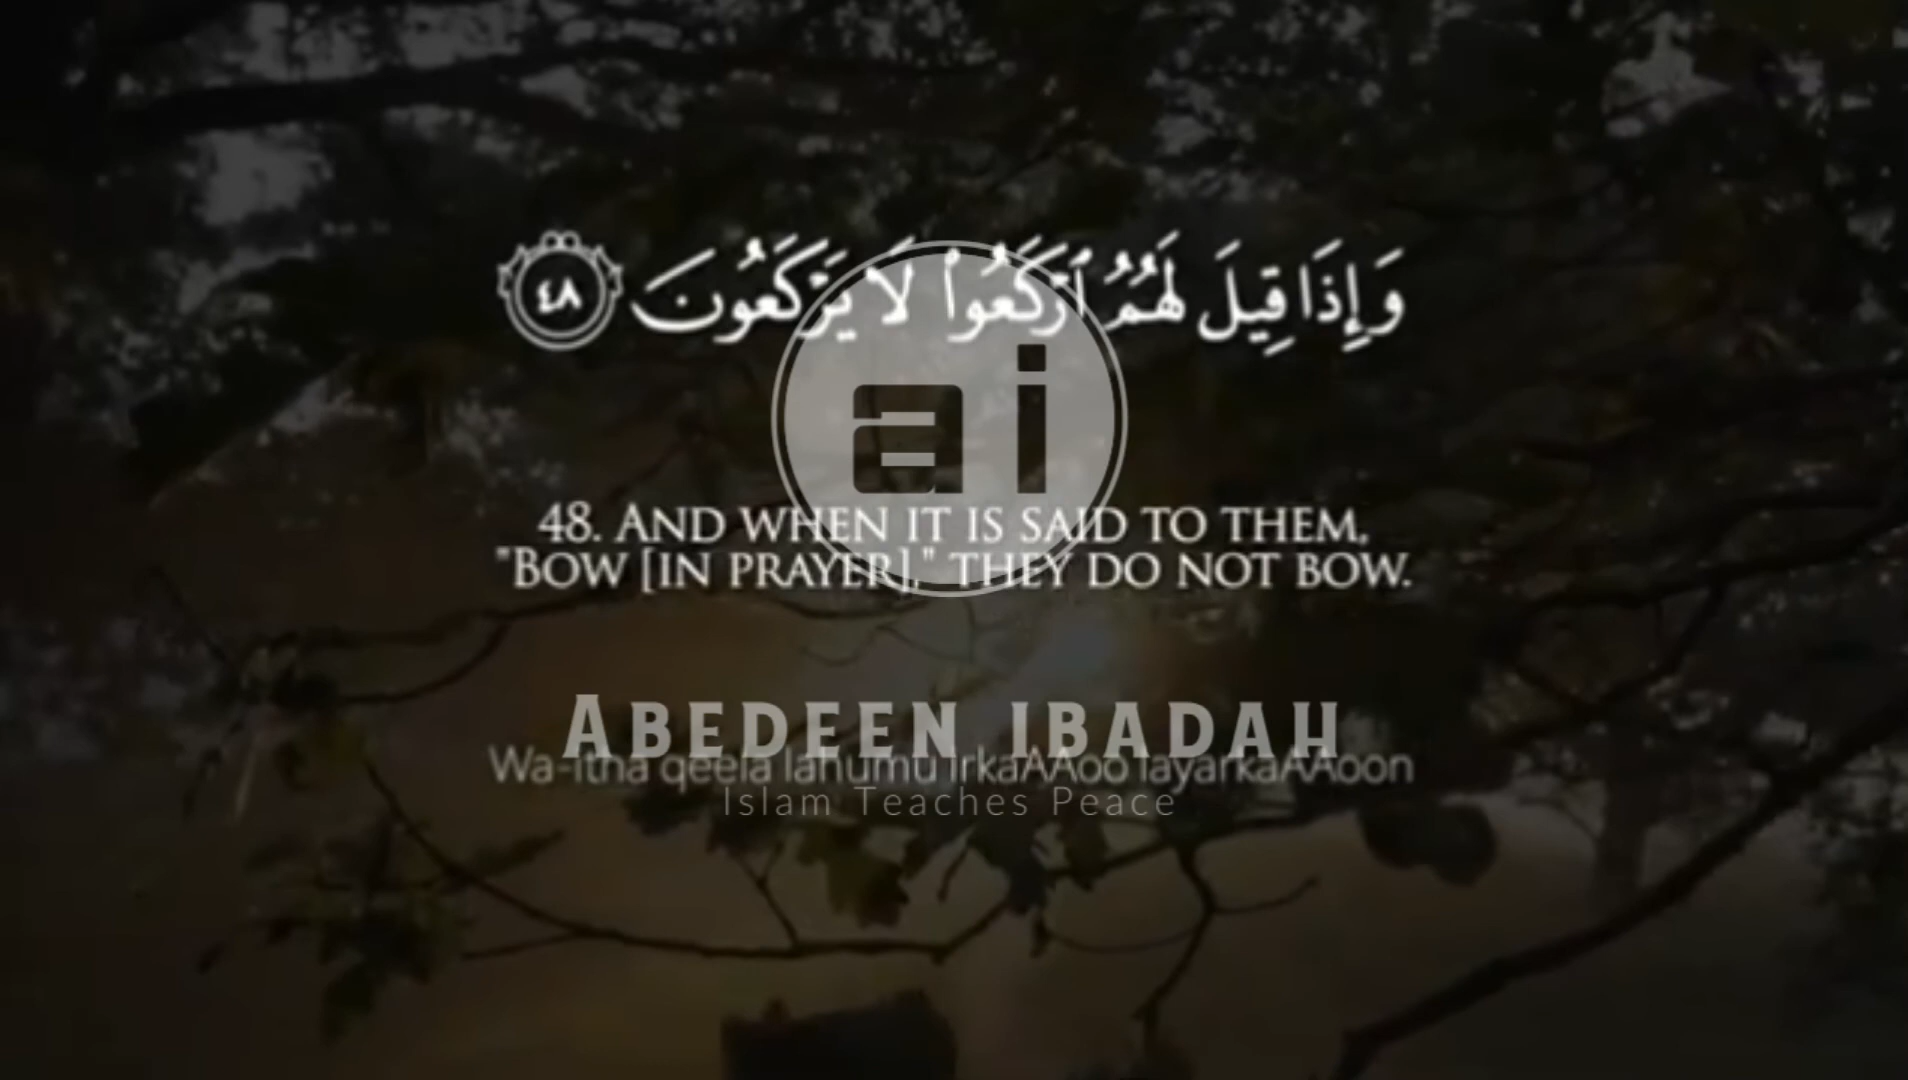 وَإِذَا قِيلَ لَهُمُ ٱرْكَعُوا۟ لَا يَرْكَعُونَ ٤٨
ai
48. And when it is said to them,
"Bow [in prayer]," they do not bow.
Abedeen ibadah
Wa-itha qeela lahumu irkaAAoo layarkaAAoon
Islam Teaches Peace